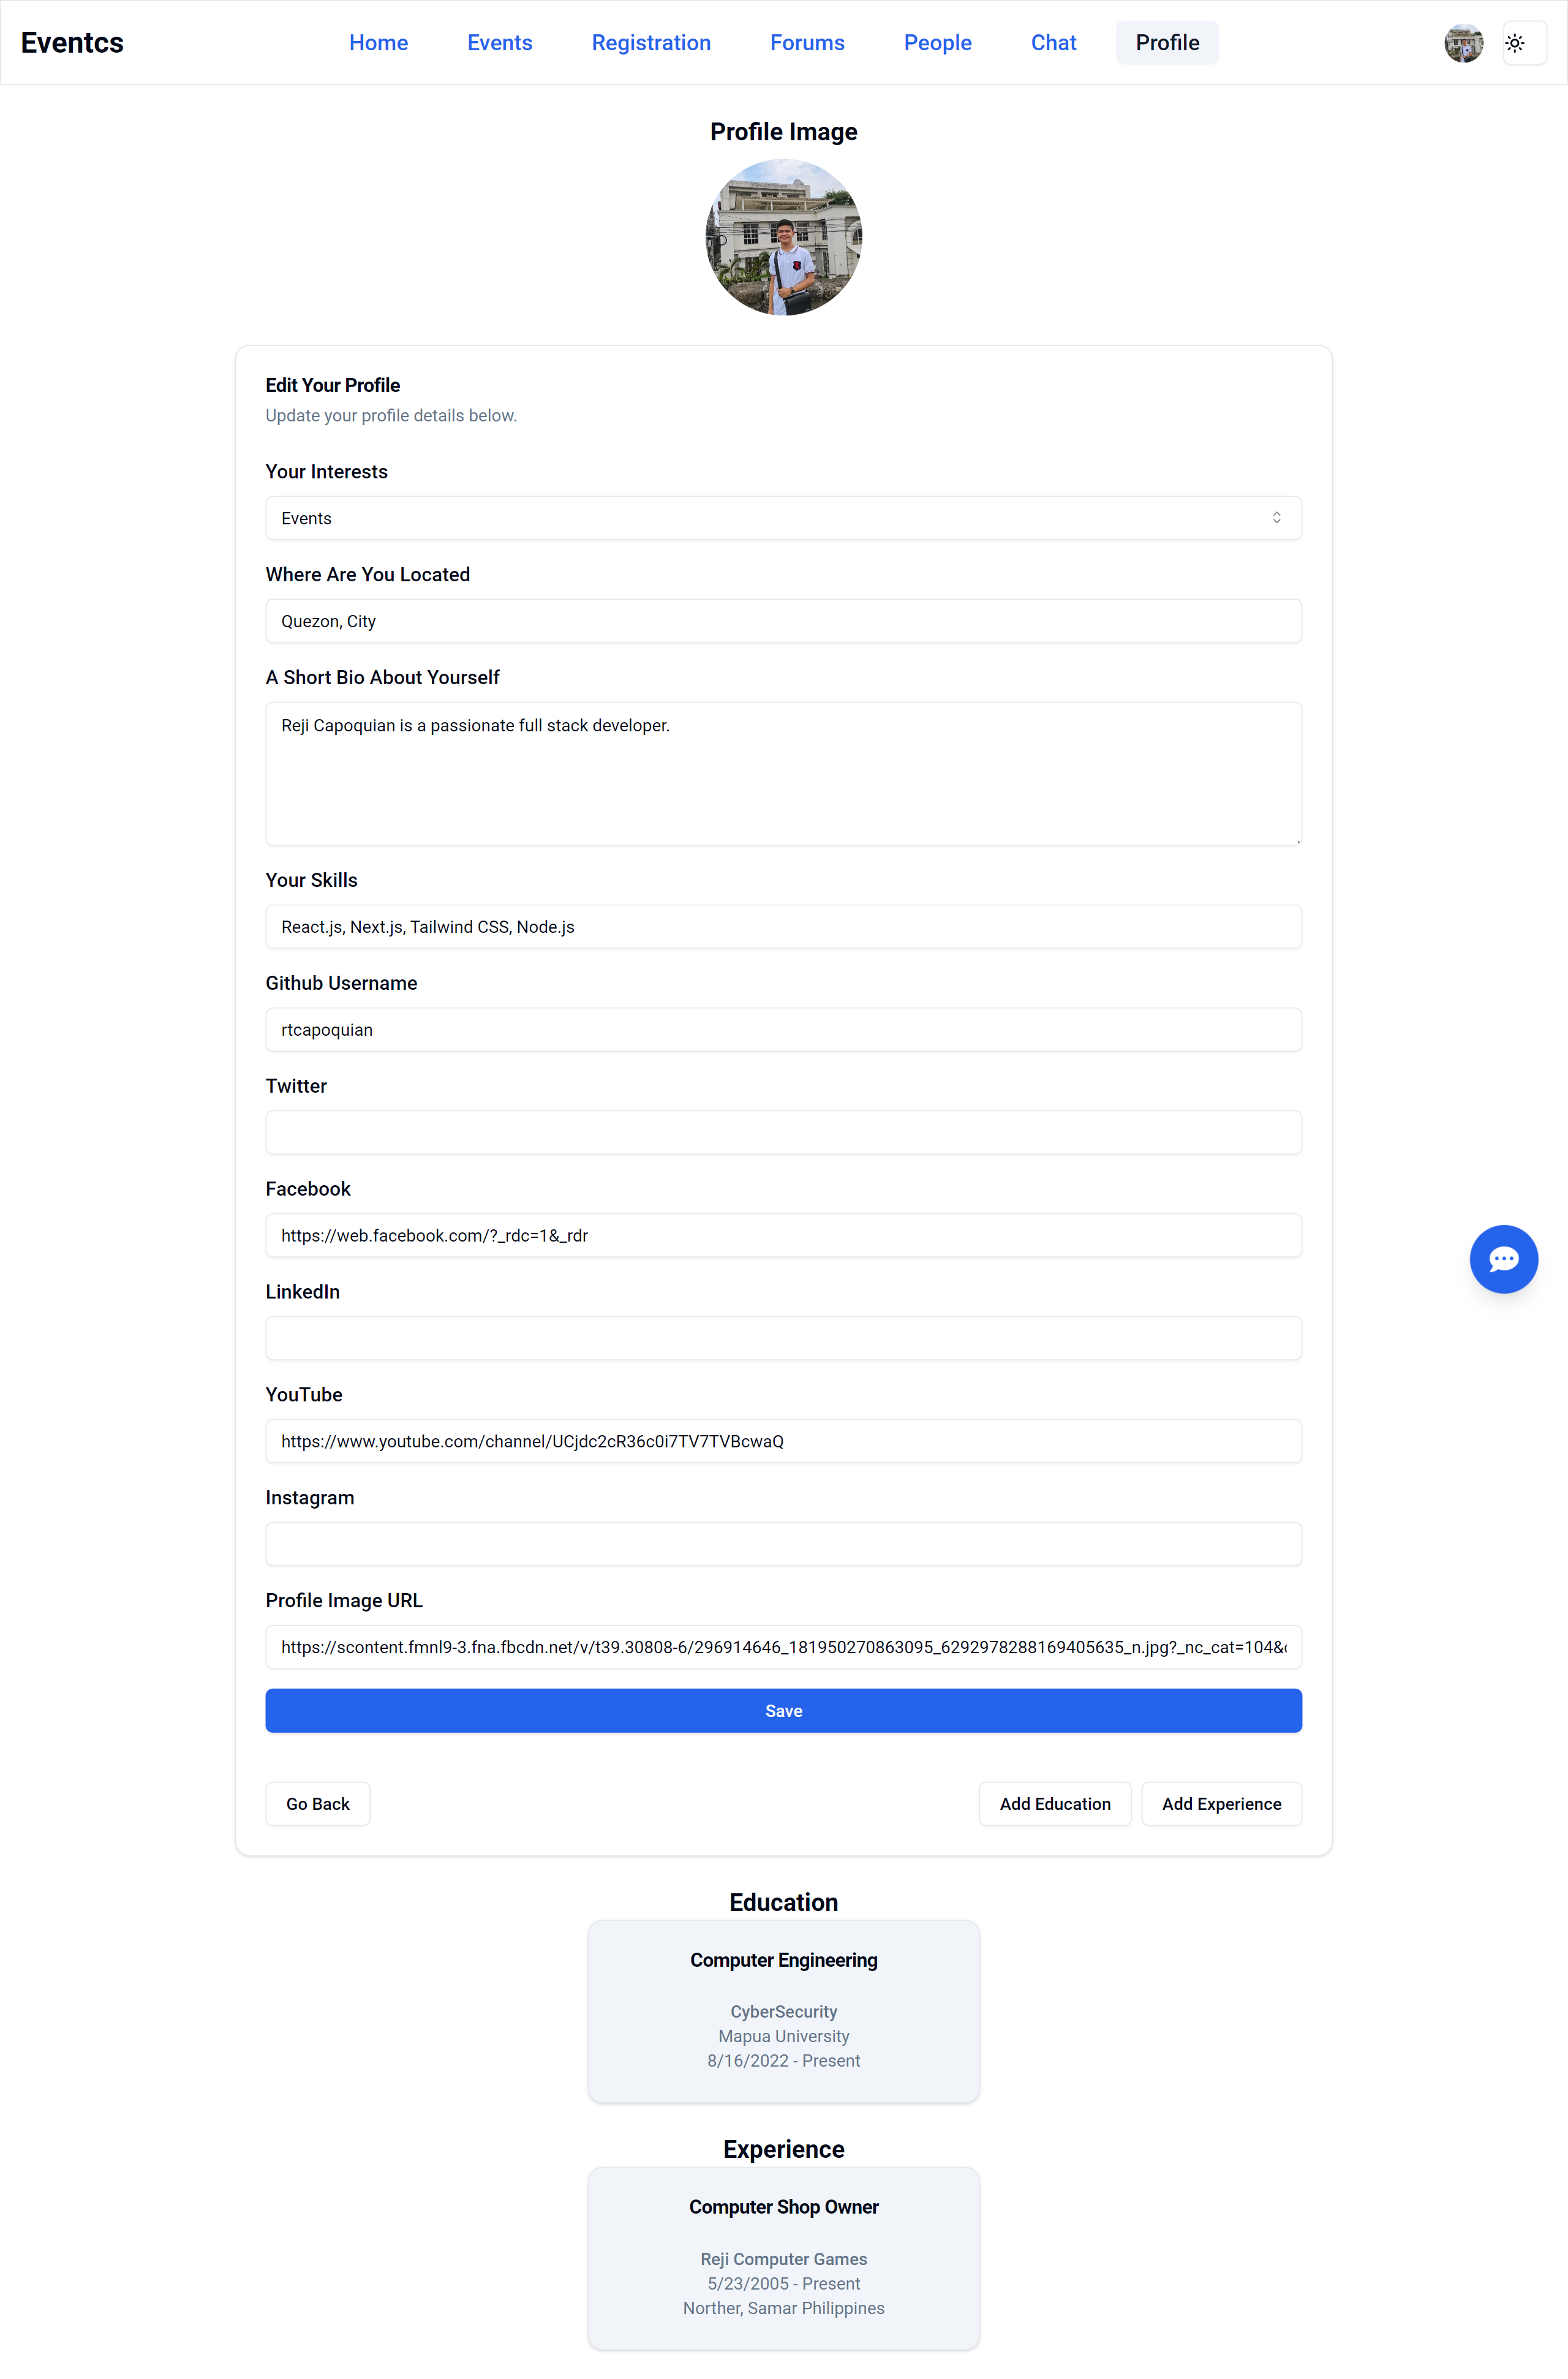 Eventcs
Home
Events
Registration
Forums
People
Chat
Profile
Profile Image
Edit Your Profile
Update your profile details below.
Your Interests
Events
Where Are You Located
Quezon, City
A Short Bio About Yourself
Reji Capoquian is a passionate full stack developer.
Your Skills
React.js, Next.js, Tailwind CSS, Node.js
Github Username
rtcapoquian
Twitter
Facebook
https://web.facebook.com/?_rdc=1&_rdr
LinkedIn
YouTube
https://www.youtube.com/channel/UCjdc2cR36c0i7TV7TVBcwaQ
Instagram
Profile Image URL
https://scontent.fmnl9-3.fna.fbcdn.net/v/t39.30808-6/296914646_181950270863095_6292978288169405635_n.jpg?_nc_cat=104&
Save
Go Back
Add Education
Add Experience
Education
Computer Engineering
CyberSecurity
Mapua University
8/16/2022 - Present
Experience
Computer Shop Owner
Reji Computer Games
5/23/2005 - Present
Norther, Samar Philippines